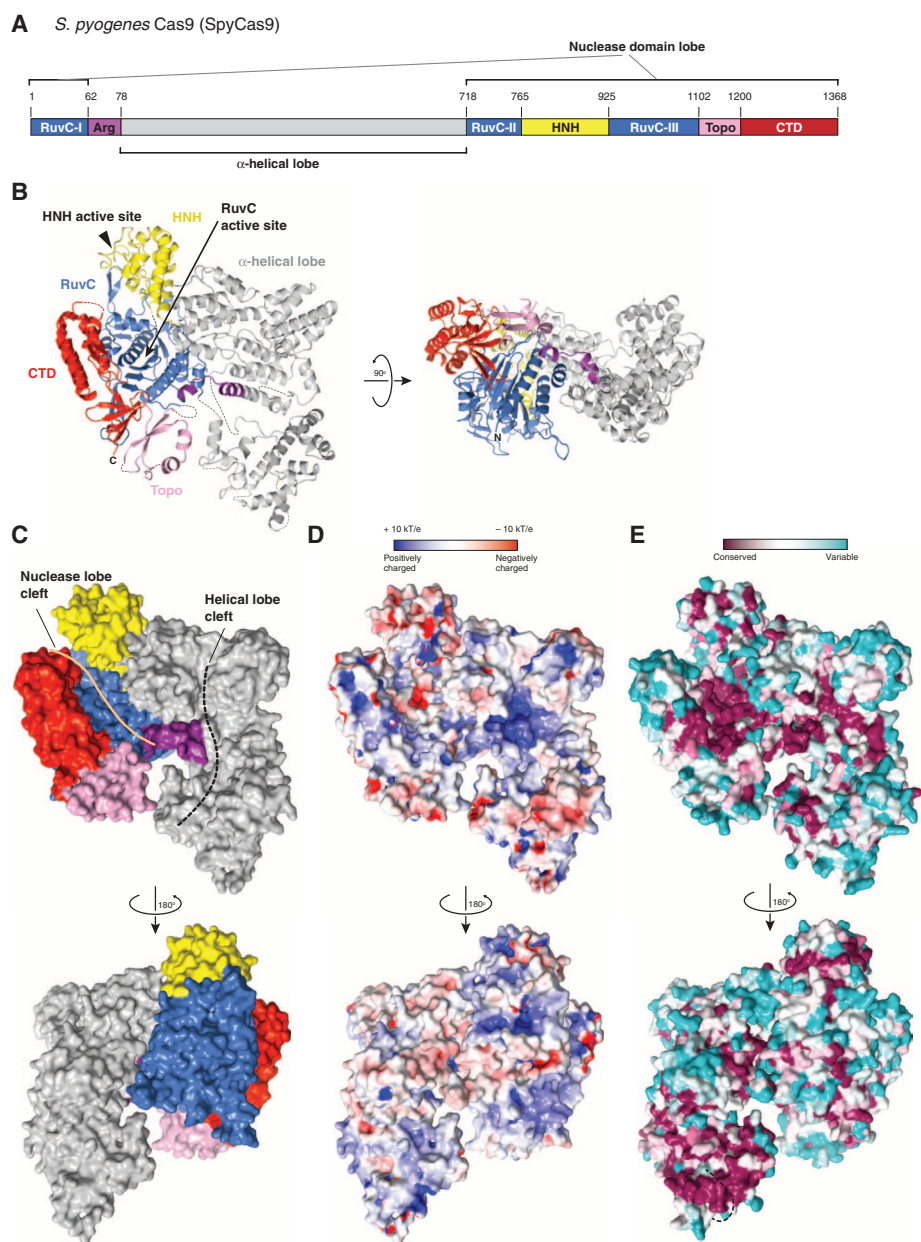 A
S. pyogenes Cas9 (SpyCas9)
Nuclease domain lobe
1 62 78 718 765 925 1102 1200 1368
RuvC-I Arg RuvC-II HNH RuvC-III Topo CTD
α-helical lobe
B
HNH active site
HNH
RuvC
active site
α-helical lobe
RuvC
CTD
C
Topo
90°
N
C
Nuclease lobe
cleft
Helical lobe
cleft
180°
D
+ 10 kT/e – 10 kT/e
Positively
charged
Negatively
charged
180°
E
Conserved Variable
180°